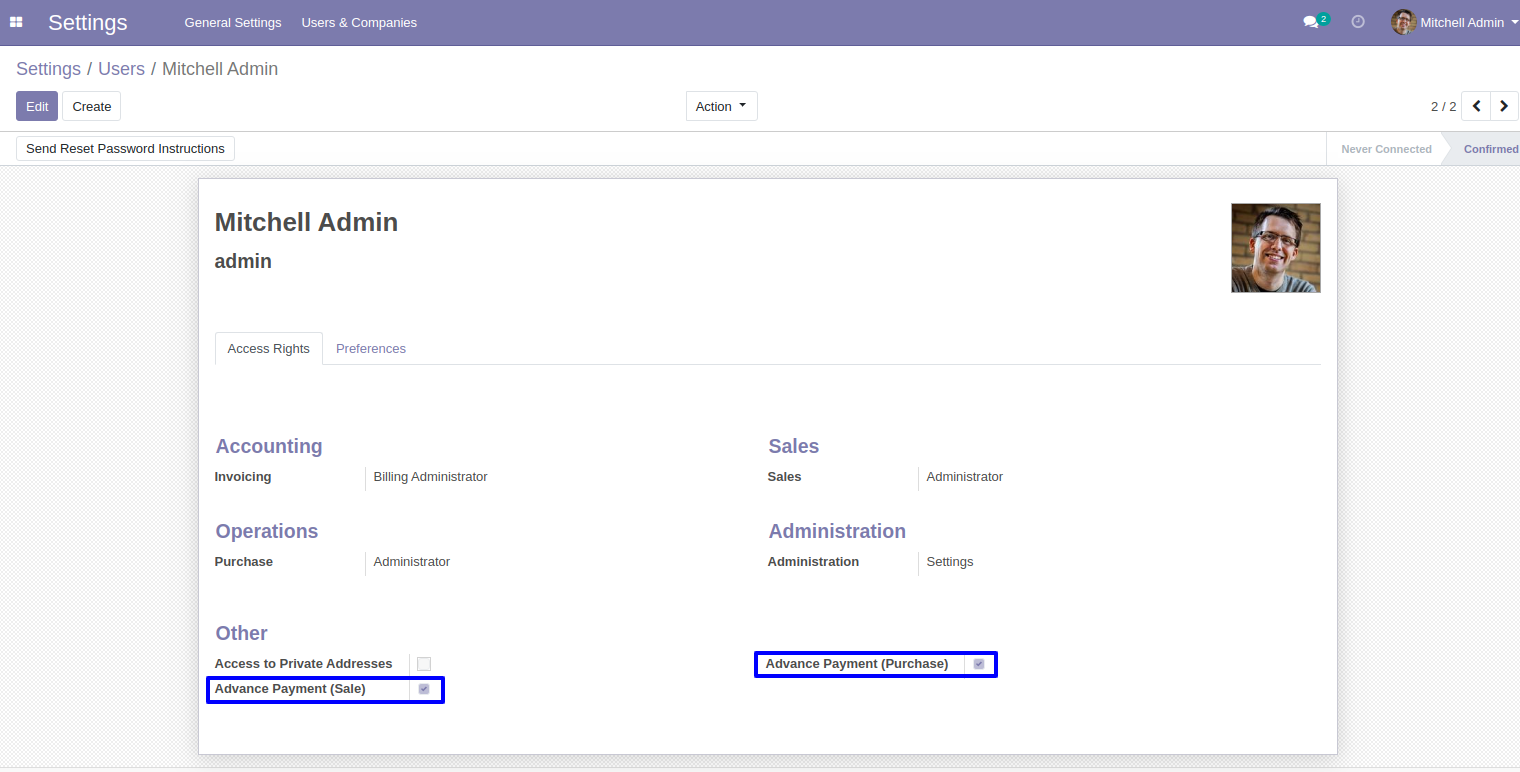 Settings General Settings Users & Companies 2 Mitchell Admin
Settings / Users / Mitchell Admin
Edit Create Action 2 / 2
Send Reset Password Instructions Never Connected Confirmed
Mitchell Admin
admin
Access Rights Preferences
Accounting Sales
Invoicing Billing Administrator Sales Administrator
Operations Administration
Purchase Administrator Administration Settings
Other
Access to Private Addresses Advance Payment (Purchase)
Advance Payment (Sale)